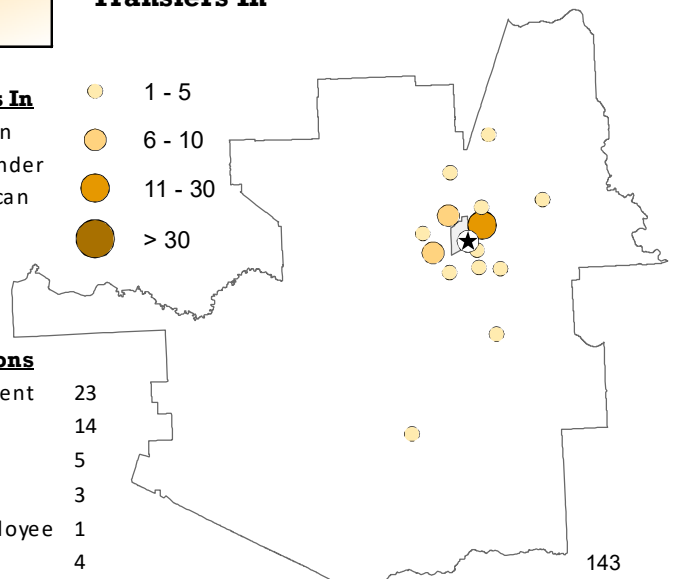 Transfers In
s In
1 - 5
n
6 - 10
nder
11 - 30
can
> 30
ons
ent 23
14
5
3
loyee 1
4
143